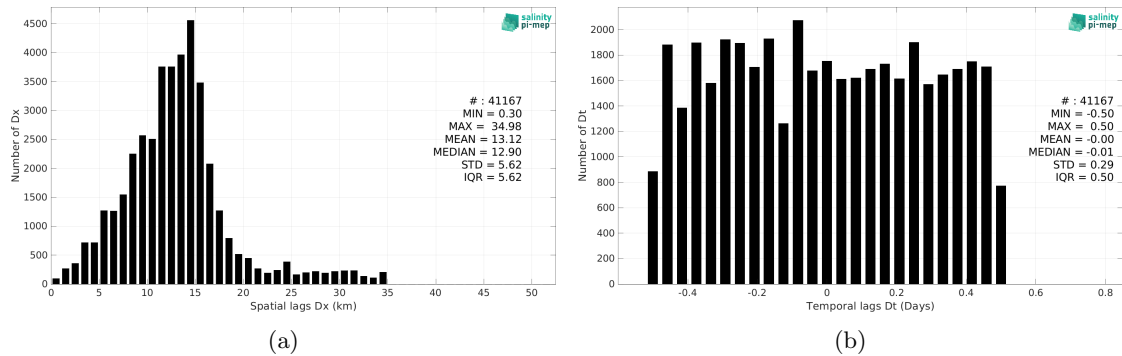 4500
4000
3500
3000
2500
2000
1500
1000
500
0
Number of Dx
salinity
pi-mep
# : 41167
MIN = 0.30
MAX = 34.98
MEAN = 13.12
MEDIAN = 12.90
STD = 5.62
IQR = 5.62
0 5 10 15 20 25 30 35 40 45 50
Spatial lags Dx (km)
(a)
2000
1800
1600
1400
1200
1000
800
600
400
200
0
Number of Dt
salinity
pi-mep
# : 41167
MIN = -0.50
MAX = 0.50
MEAN = -0.00
MEDIAN = -0.01
STD = 0.29
IQR = 0.50
-0.4 -0.2 0 0.2 0.4 0.6 0.8
Temporal lags Dt (Days)
(b)